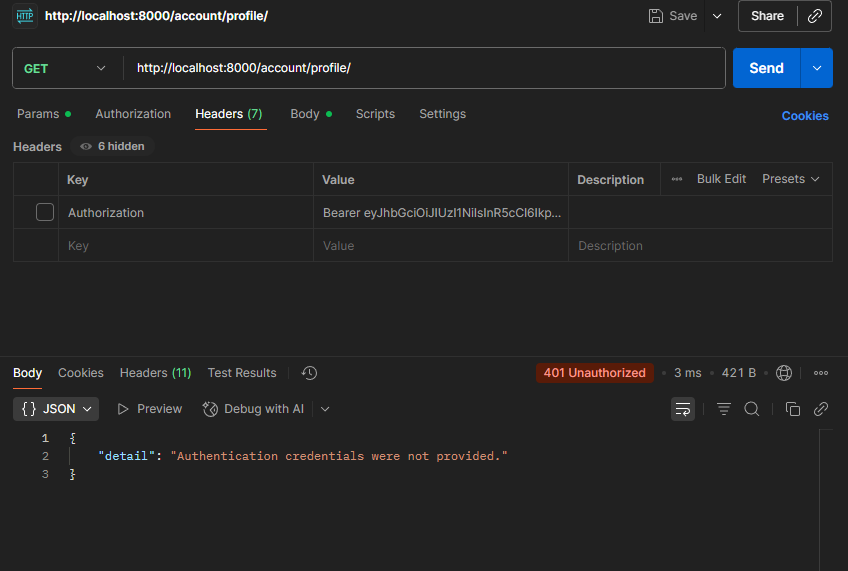 HTTP http://localhost:8000/account/profile/ Save Share
GET http://localhost:8000/account/profile/ Send
Params Authorization Headers (7) Body Scripts Settings Cookies
Headers 6 hidden
Key Value Description Bulk Edit Presets
Authorization Bearer eyJhbGciOiJIUzI1NiIsInR5cCI6Ikp...
Key Value Description
Body Cookies Headers (11) Test Results 401 Unauthorized • 3 ms • 421 B
{} JSON Preview Debug with AI
1 {
2 "detail": "Authentication credentials were not provided."
3 }